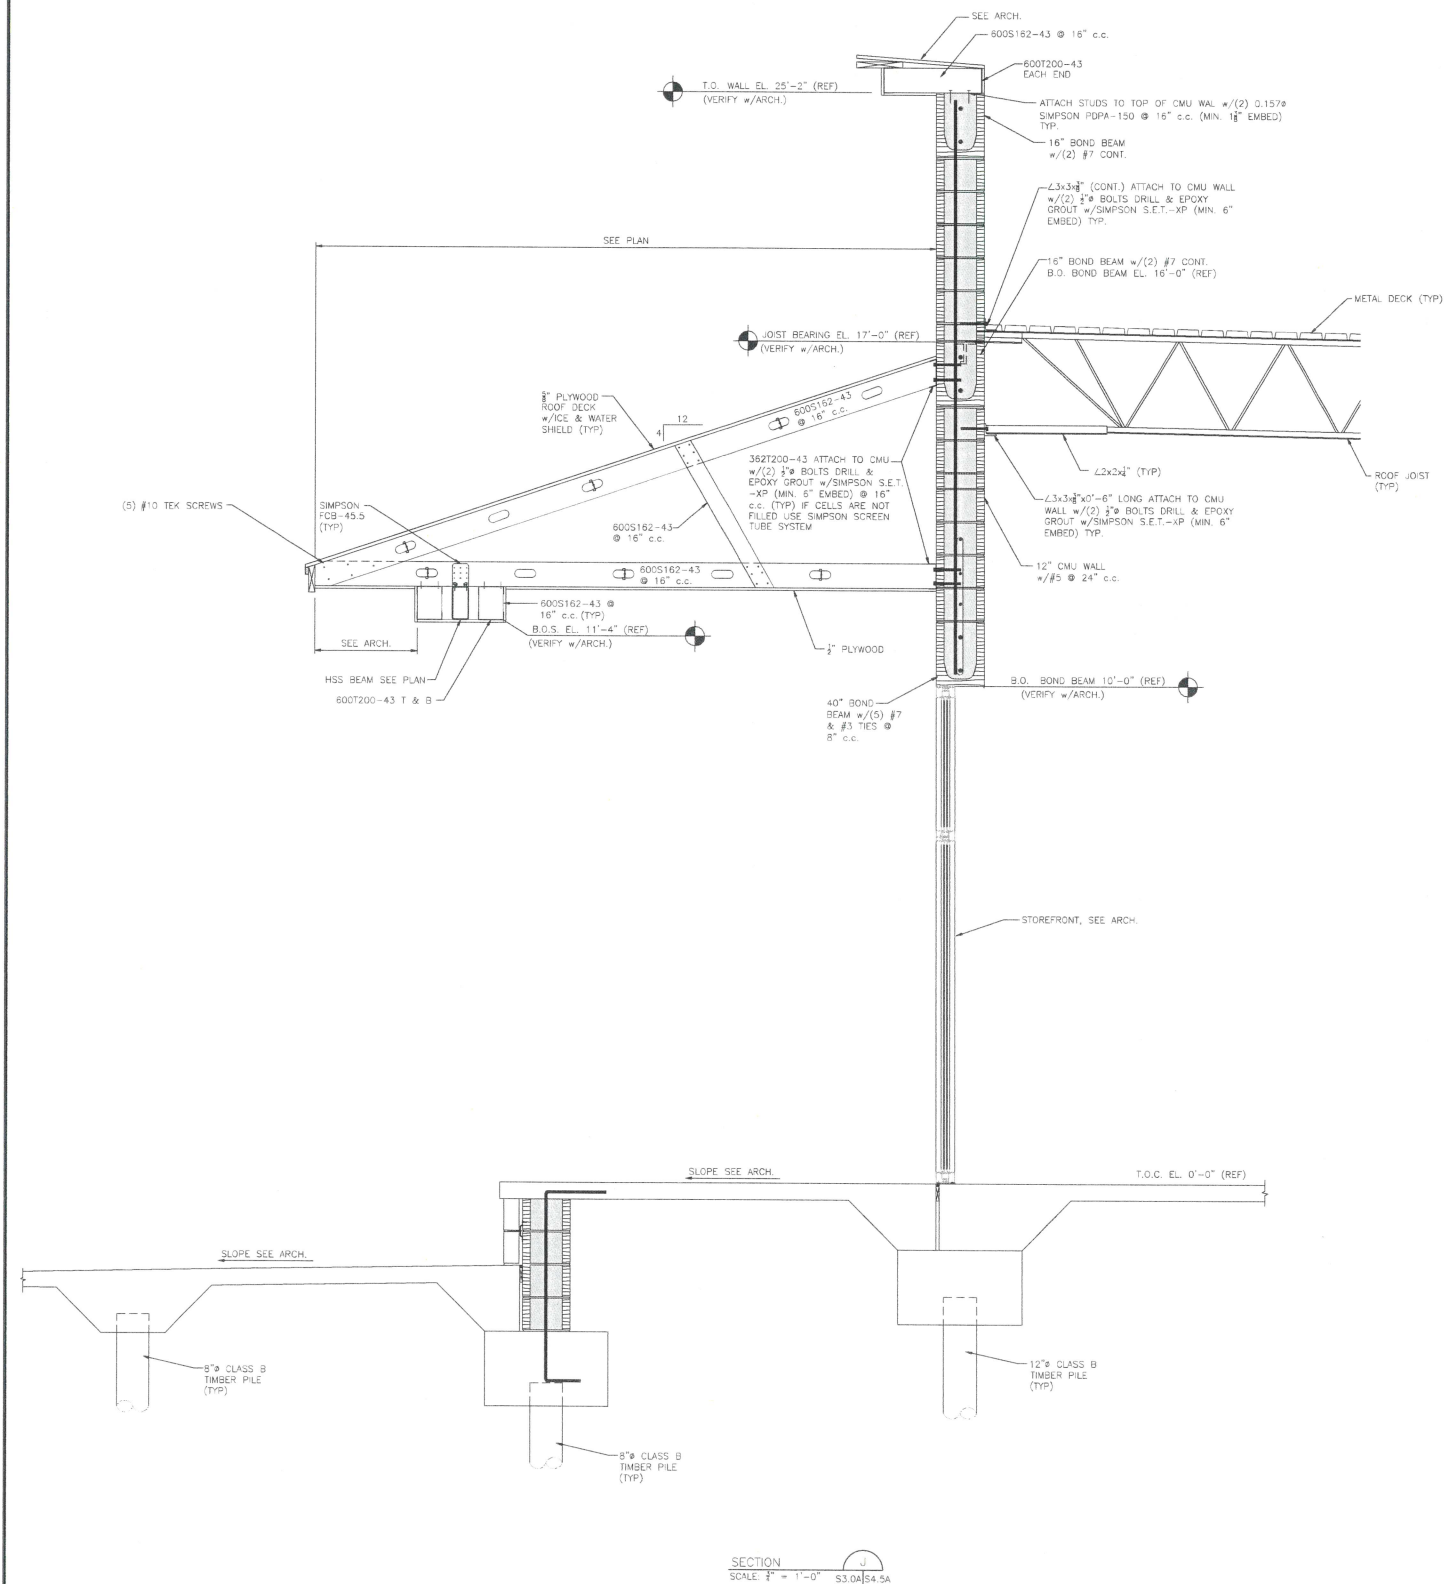 SEE ARCH.
600S162-43 @ 16" c.c.
600T200-43
EACH END
T.O. WALL EL. 25'-2" (REF)
(VERIFY w/ARCH.)
ATTACH STUDS TO TOP OF CMU WAL w/(2) 0.157ø
SIMPSON PDPA-150 @ 16" c.c. (MIN. 1⅜" EMBED)
TYP.
16" BOND BEAM
w/(2) #7 CONT.
∠3x3x⅜" (CONT.) ATTACH TO CMU WALL
w/(2) ½"ø BOLTS DRILL & EPOXY
GROUT w/SIMPSON S.E.T.-XP (MIN. 6"
EMBED) TYP.
SEE PLAN
16" BOND BEAM w/(2) #7 CONT.
B.O. BOND BEAM EL. 16'-0" (REF)
METAL DECK (TYP)
JOIST BEARING EL. 17'-0" (REF)
(VERIFY w/ARCH.)
PLYWOOD
ROOF DECK
w/ICE & WATER
SHIELD (TYP)
12
4
600S162-43
@ 16" c.c.
362T200-43 ATTACH TO CMU
w/(2) ½"ø BOLTS DRILL &
EPOXY GROUT w/SIMPSON S.E.T.
-XP (MIN. 6" EMBED) @ 16"
c.c. (TYP) IF CELLS ARE NOT
FILLED USE SIMPSON SCREEN
TUBE SYSTEM
∠2x2x¼" (TYP)
ROOF JOIST
(TYP)
(5) #10 TEK SCREWS
SIMPSON
FCB-45.5
(TYP)
600S162-43
@ 16" c.c.
∠3x3x⅜"x0'-6" LONG ATTACH TO CMU
WALL w/(2) ½"ø BOLTS DRILL & EPOXY
GROUT w/SIMPSON S.E.T.-XP (MIN. 6"
EMBED) TYP.
600S162-43
@ 16" c.c.
12" CMU WALL
w/#5 @ 24" c.c.
600S162-43 @
16" c.c. (TYP)
B.O.S. EL. 11'-4" (REF)
(VERIFY w/ARCH.)
SEE ARCH.
½" PLYWOOD
HSS BEAM SEE PLAN
600T200-43 T & B
B.O. BOND BEAM 10'-0" (REF)
(VERIFY w/ARCH.)
40" BOND
BEAM w/(5) #7
& #3 TIES @
8" c.c.
STOREFRONT, SEE ARCH.
SLOPE SEE ARCH.
T.O.C. EL. 0'-0" (REF)
SLOPE SEE ARCH.
8"ø CLASS B
TIMBER PILE
(TYP)
12"ø CLASS B
TIMBER PILE
(TYP)
8"ø CLASS B
TIMBER PILE
(TYP)
SECTION
J
SCALE: ¾" = 1'-0"
S3.0A S4.5A